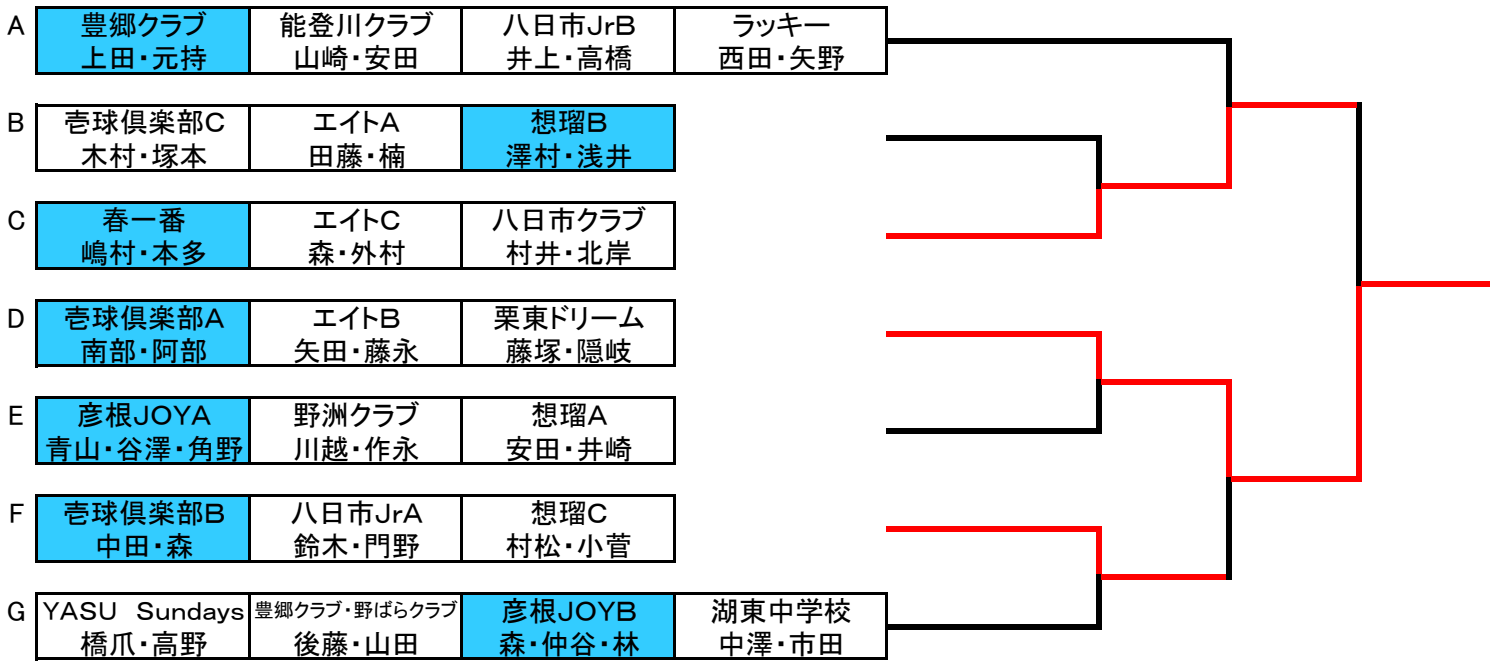 A 豊郷クラブ 能登川クラブ 八日市JrB ラッキー
上田・元持 山崎・安田 井上・高橋 西田・矢野
B 壱球倶楽部C エイトA 想瑠B
木村・塚本 田藤・楠 澤村・浅井
C 春一番 エイトC 八日市クラブ
嶋村・本多 森・外村 村井・北岸
D 壱球倶楽部A エイトB 栗東ドリーム
南部・阿部 矢田・藤永 藤塚・隠岐
E 彦根JOYA 野洲クラブ 想瑠A
青山・谷澤・角野 川越・作永 安田・井崎
F 壱球倶楽部B 八日市JrA 想瑠C
中田・森 鈴木・門野 村松・小菅
G YASU Sundays 豊郷クラブ・野ばらクラブ 彦根JOYB 湖東中学校
橋爪・高野 後藤・山田 森・仲谷・林 中澤・市田